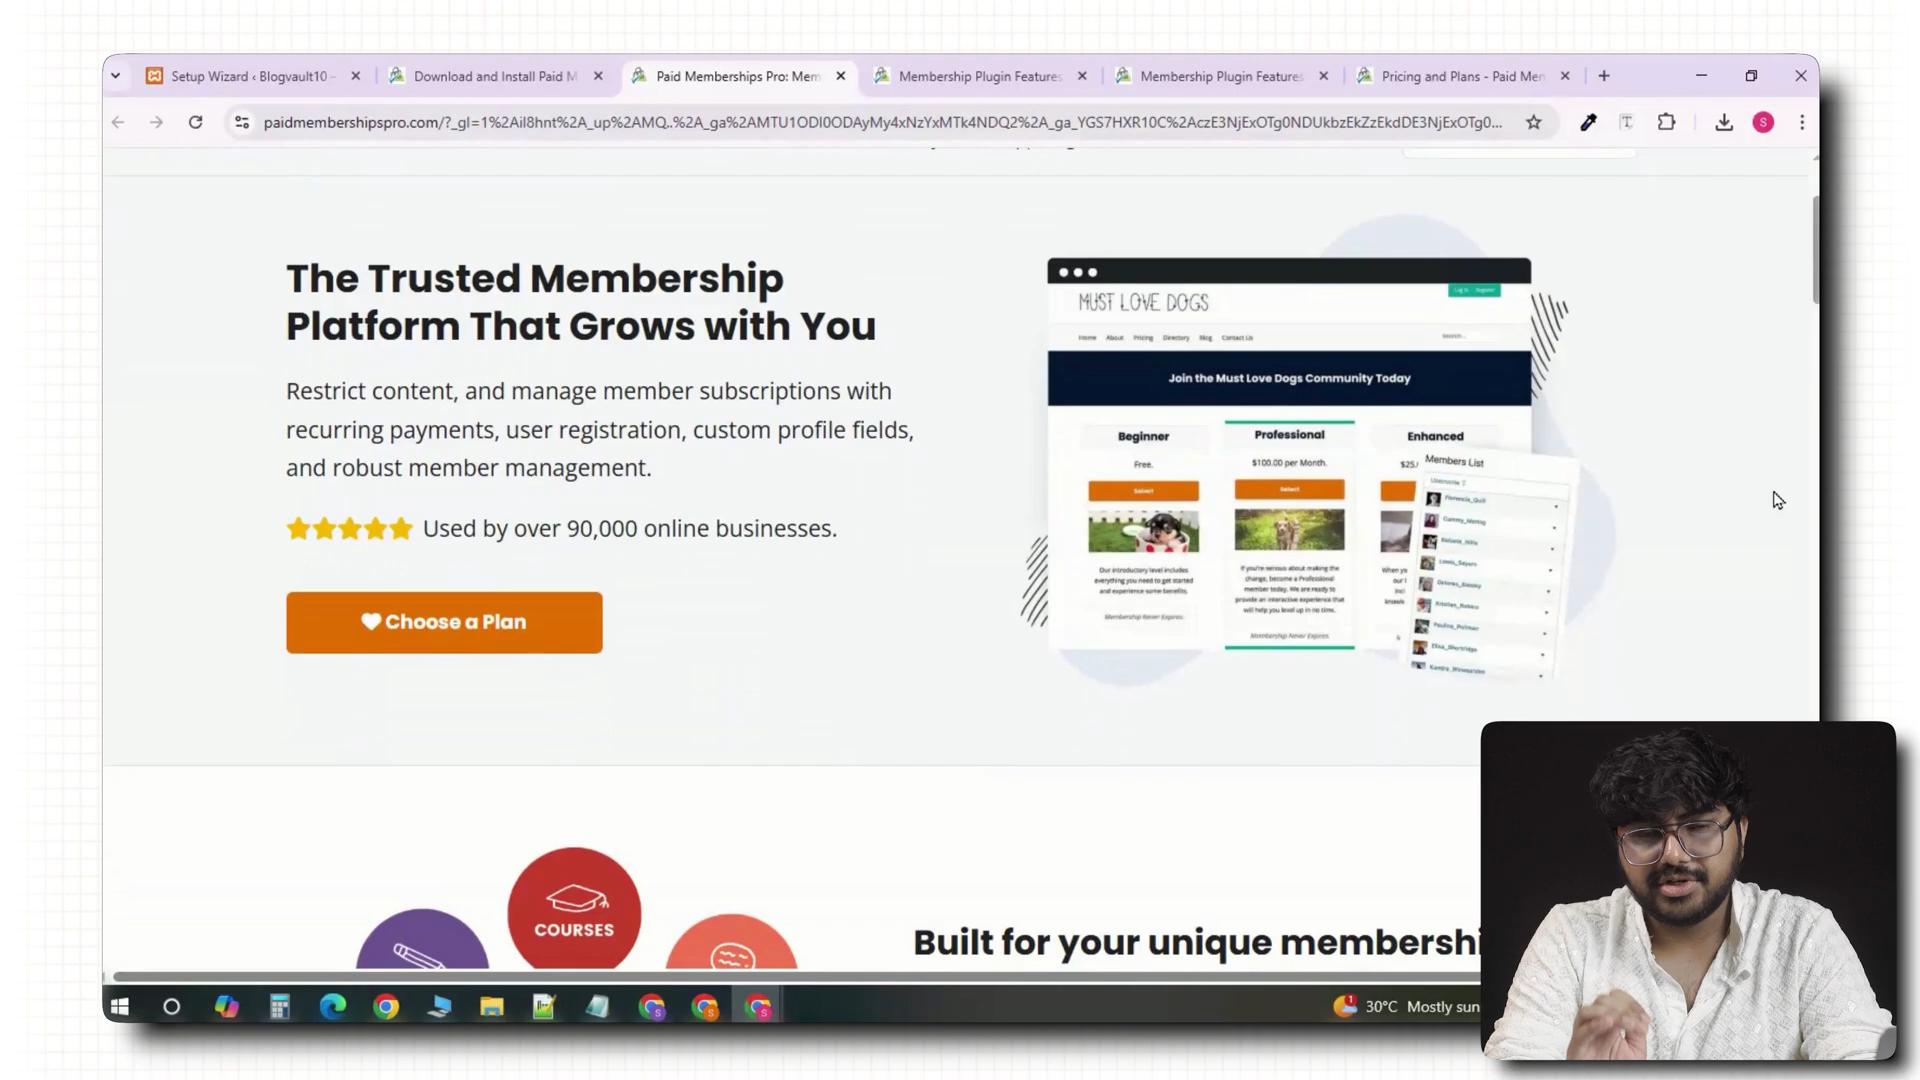 Setup Wizard ‹ Blogvault10 –
Download and Install Paid M
Paid Memberships Pro: Mem
Membership Plugin Features
Membership Plugin Features
Pricing and Plans - Paid Mem
paidmembershipspro.com/?_gl=1%2Ail8hnt%2A_up%2AMQ..%2A_ga%2AMTU1ODI0ODAyMy4xNzYxMTk4NDQ2%2A_ga_YGS7HXR10C%2AczE3NjExOTg0NDUkbzEkZzEkdDE3NjExOTg0...
S
The Trusted Membership
Platform That Grows with You
Restrict content, and manage member subscriptions with
recurring payments, user registration, custom profile fields,
and robust member management.
Used by over 90,000 online businesses.
Choose a Plan
MUST LOVE DOGS
Log In Register
Home About Pricing Directory Blog Contact Us
Search...
Join the Must Love Dogs Community Today
Beginner
Free.
Select
Our introductory level includes
everything you need to get started
and experience some benefits.
Membership Never Expires.
Professional
$100.00 per Month.
Select
If you're serious about making the
change, become a Professional
member today. We are ready to
provide an interactive experience that
will help you level up in no time.
Membership Never Expires.
Enhanced
$25.
When yo
our l
Members List
Username
COURSES
Built for your unique membershi
1
30°C Mostly sun